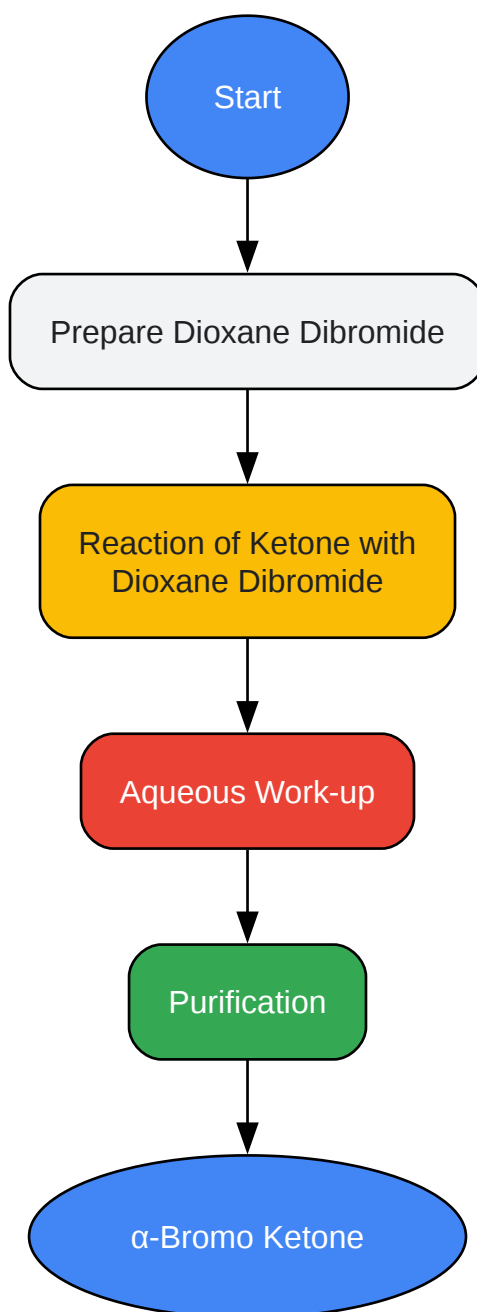 Start
Prepare Dioxane Dibromide
Reaction of Ketone with
Dioxane Dibromide
Aqueous Work-up
Purification
α-Bromo Ketone